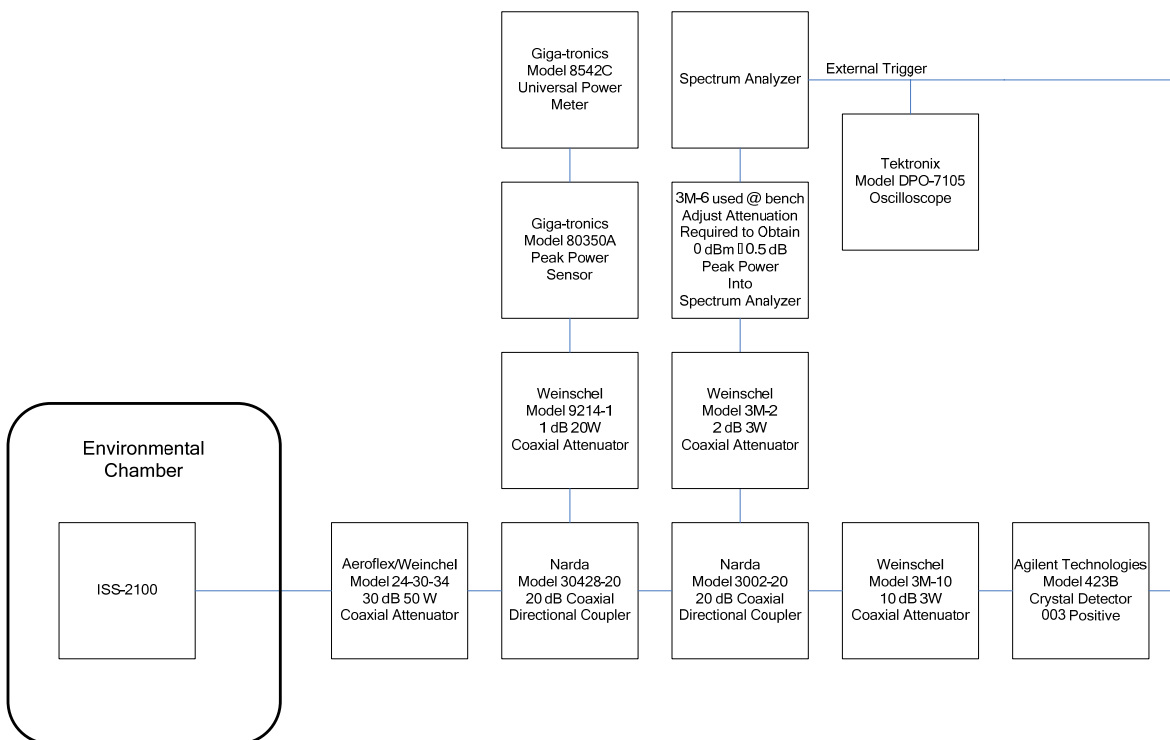 Giga-tronics
Model 8542C
Universal Power
Meter
Spectrum Analyzer
External Trigger
Tektronix
Model DPO-7105
Oscilloscope
Giga-tronics
Model 80350A
Peak Power
Sensor
3M-6 used @ bench
Adjust Attenuation
Required to Obtain
0 dBm ▯ 0.5 dB
Peak Power
Into
Spectrum Analyzer
Weinschel
Model 9214-1
1 dB 20W
Coaxial Attenuator
Weinschel
Model 3M-2
2 dB 3W
Coaxial Attenuator
Environmental
Chamber
ISS-2100
Aeroflex/Weinchel
Model 24-30-34
30 dB 50 W
Coaxial Attenuator
Narda
Model 30428-20
20 dB Coaxial
Directional Coupler
Narda
Model 3002-20
20 dB Coaxial
Directional Coupler
Weinschel
Model 3M-10
10 dB 3W
Coaxial Attenuator
Agilent Technologies
Model 423B
Crystal Detector
003 Positive